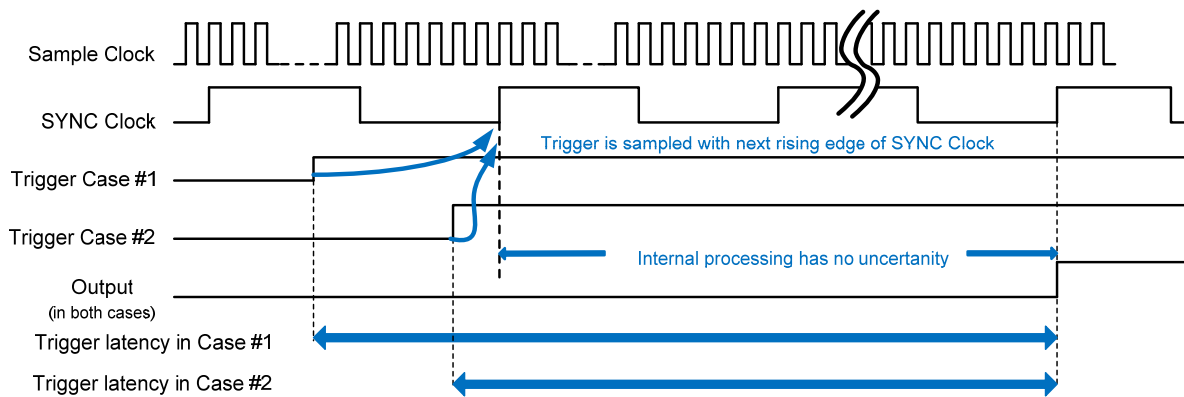 Sample Clock
SYNC Clock
Trigger is sampled with next rising edge of SYNC Clock
Trigger Case #1
Trigger Case #2
Internal processing has no uncertanity
Output
(in both cases)
Trigger latency in Case #1
Trigger latency in Case #2